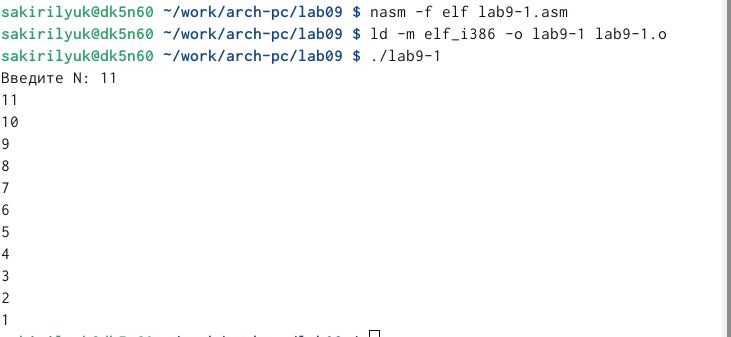 sakirilyuk@dk5n60 ~/work/arch-pc/lab09 $ nasm -f elf lab9-1.asm
sakirilyuk@dk5n60 ~/work/arch-pc/lab09 $ ld -m elf_i386 -o lab9-1 lab9-1.o
sakirilyuk@dk5n60 ~/work/arch-pc/lab09 $ ./lab9-1
Введите N: 11
11
10
9
8
7
6
5
4
3
2
1